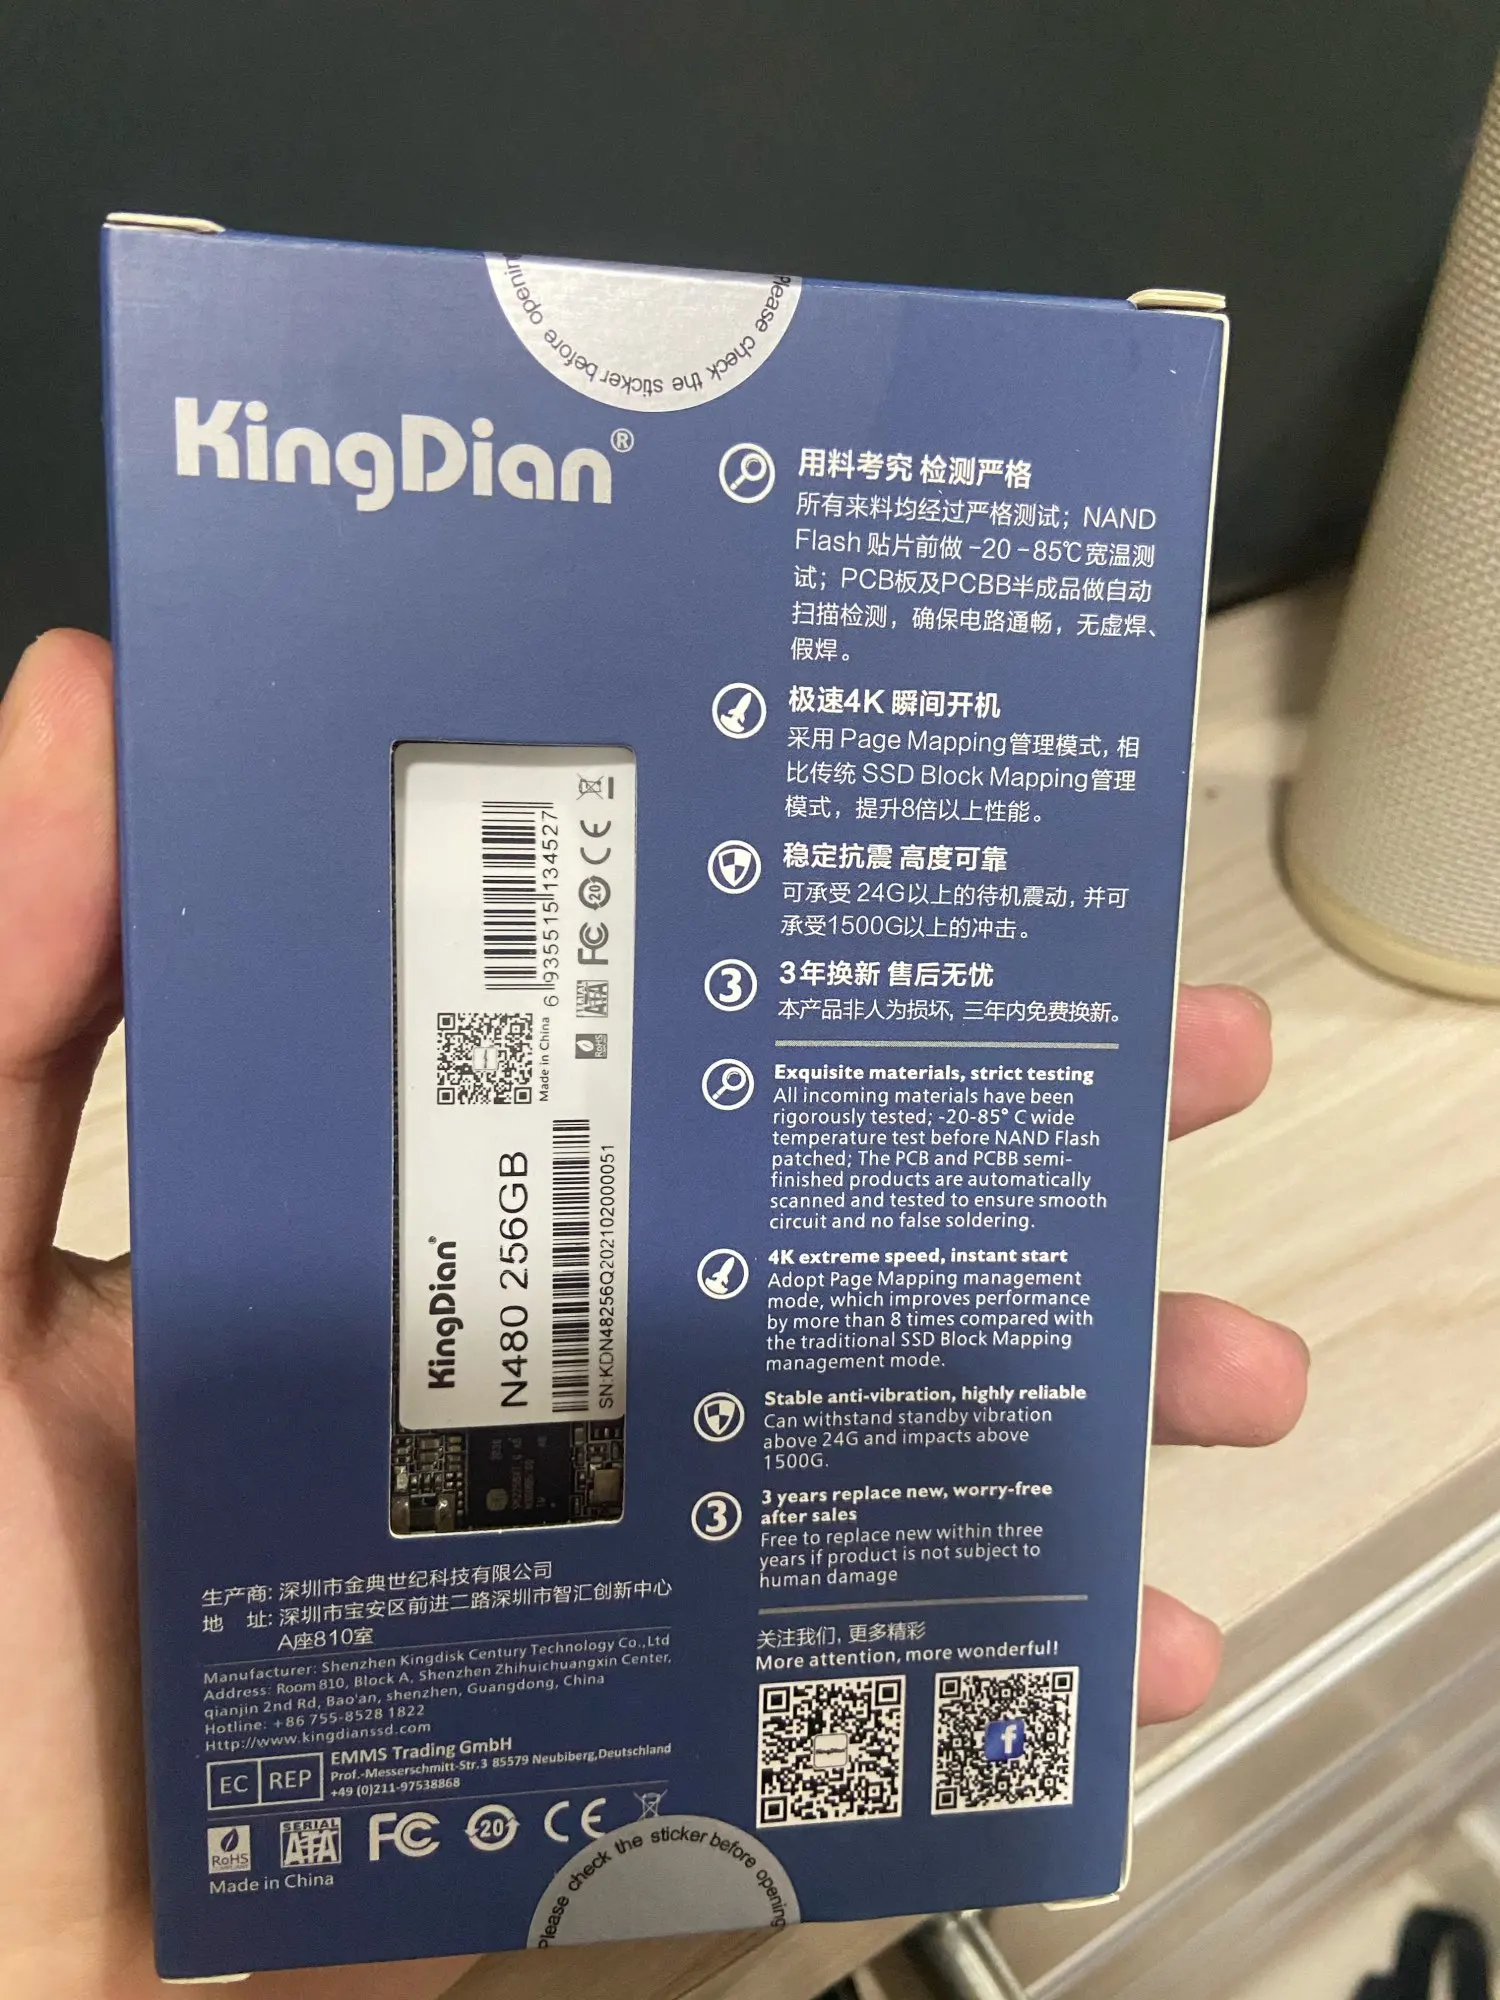 Please check the sticker before opening
KingDian®
用料考究 检测严格
所有来料均经过严格测试；NAND
Flash 贴片前做 -20 -85℃宽温测
试；PCB板及PCBB半成品做自动
扫描检测，确保电路通畅，无虚焊、
假焊。
极速4K 瞬间开机
采用 Page Mapping管理模式, 相
比传统 SSD Block Mapping管理
模式，提升8倍以上性能。
稳定抗震 高度可靠
可承受 24G以上的待机震动, 并可
承受1500G以上的冲击。
3
3年换新 售后无忧
本产品非人为损坏, 三年内免费换新。
Exquisite materials, strict testing
All incoming materials have been
rigorously tested; -20-85° C wide
temperature test before NAND Flash
patched; The PCB and PCBB semi-
finished products are automatically
scanned and tested to ensure smooth
circuit and no false soldering.
4K extreme speed, instant start
Adopt Page Mapping management
mode, which improves performance
by more than 8 times compared with
the traditional SSD Block Mapping
management mode.
Stable anti-vibration, highly reliable
Can withstand standby vibration
above 24G and impacts above
1500G.
3
3 years replace new, worry-free
after sales
Free to replace new within three
years if product is not subject to
human damage
关注我们, 更多精彩
More attention, more wonderful!
f
KingDian®
N480 256GB
SN:KDN48256Q202102000051
Made in China
6 935515 134527
RoHS
SERIAL ATA
FC
20
CE
生产商: 深圳市金典世纪科技有限公司
地 址: 深圳市宝安区前进二路深圳市智汇创新中心
A座810室
Manufacturer: Shenzhen Kingdisk Century Technology Co.,Ltd
Address: Room 810, Block A, Shenzhen Zhihuichuangxin Center,
qianjin 2nd Rd, Bao'an, shenzhen, Guangdong, China
Hotline: +86 755-8528 1822
Http://www.kingdianssd.com
EC REP
EMMS Trading GmbH
Prof.-Messerschmitt-Str.3 85579 Neubiberg,Deutschland
+49 (0)211-97538868
RoHS
SERIAL ATA
FC
20
CE
Made in China
Please check the sticker before opening